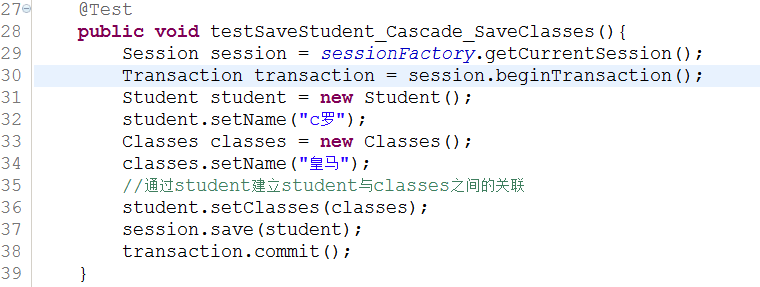 27 @Test
28 public void testSaveStudent_Cascade_SaveClasses(){
29 Session session = sessionFactory.getCurrentSession();
30 Transaction transaction = session.beginTransaction();
31 Student student = new Student();
32 student.setName("c罗");
33 Classes classes = new Classes();
34 classes.setName("皇马");
35 //通过student建立student与classes之间的关联
36 student.setClasses(classes);
37 session.save(student);
38 transaction.commit();
39 }